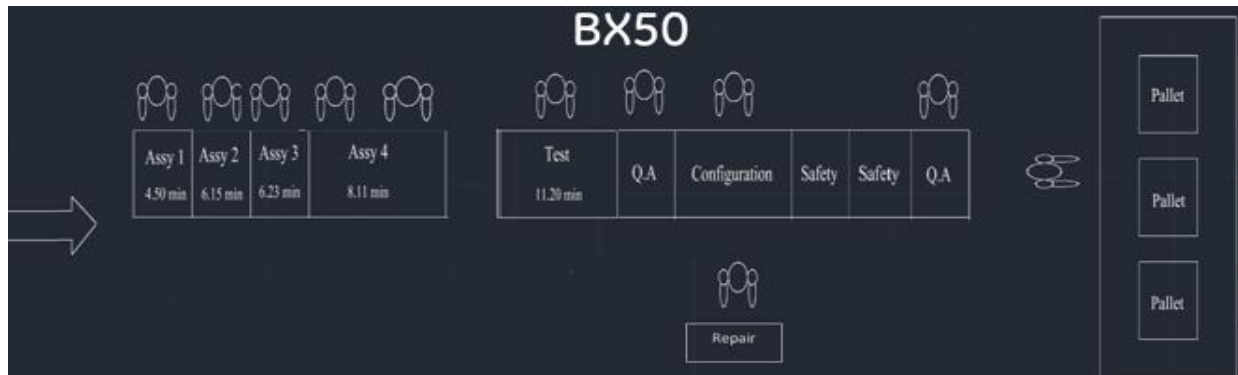 BX50
Assy 1
4.50 min
Assy 2
6.15 min
Assy 3
6.23 min
Assy 4
8.11 min
Test
11.20 min
Q.A
Configuration
Safety
Safety
Q.A
Repair
Pallet
Pallet
Pallet